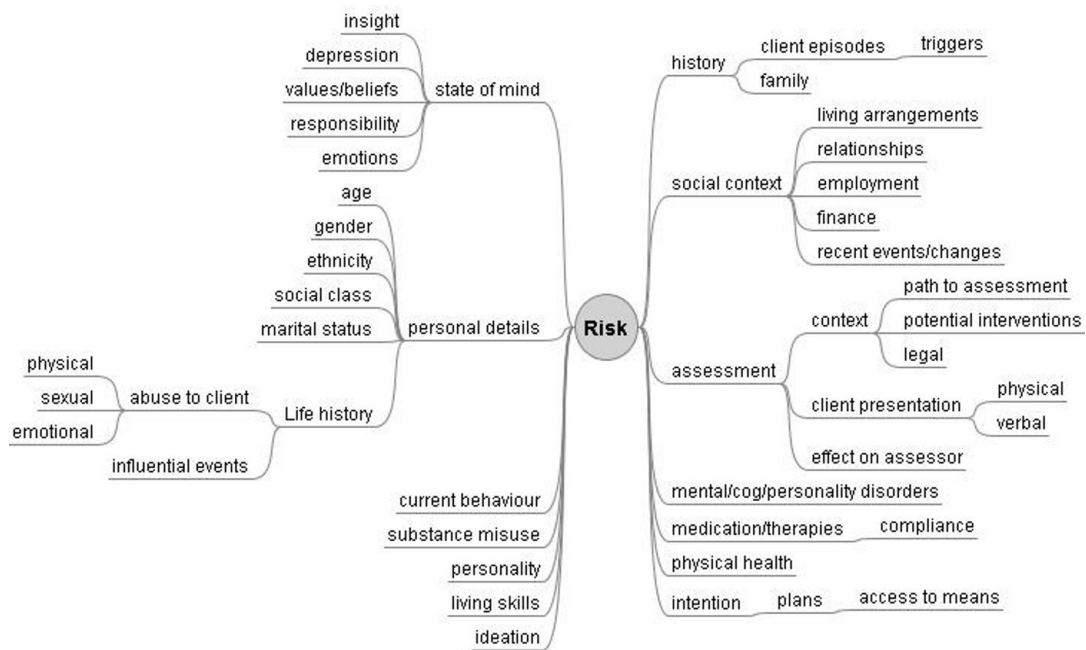 insight
depression
values/beliefs
responsibility
emotions
state of mind
age
gender
ethnicity
social class
marital status
personal details
physical
sexual
emotional
abuse to client
Life history
influential events
current behaviour
substance misuse
personality
living skills
ideation
Risk
history
client episodes
triggers
family
social context
living arrangements
relationships
employment
finance
recent events/changes
assessment
context
path to assessment
potential interventions
legal
client presentation
physical
verbal
effect on assessor
mental/cog/personality disorders
medication/therapies
compliance
physical health
intention
plans
access to means